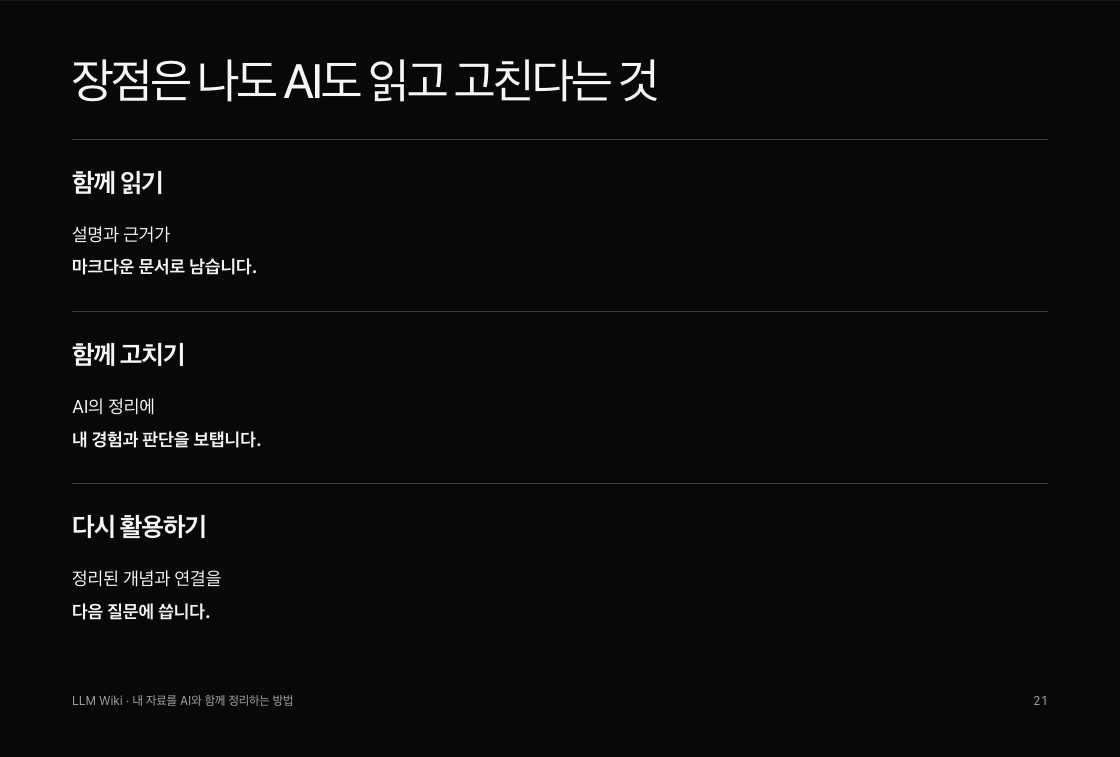 장점은 나도 AI도 읽고 고친다는 것
함께 읽기
설명과 근거가
마크다운 문서로 남습니다.
함께 고치기
AI의 정리에
내 경험과 판단을 보탭니다.
다시 활용하기
정리된 개념과 연결을
다음 질문에 씁니다.
LLM Wiki · 내 자료를 AI와 함께 정리하는 방법
21